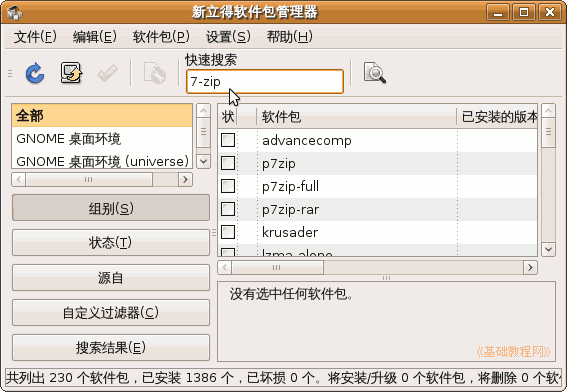 新立得软件包管理器
文件(F) 编辑(E) 软件包(P) 设置(S) 帮助(H)
快速搜索
7-zip
全部
GNOME 桌面环境
GNOME 桌面环境 (universe)
组别(S)
状态(T)
源自
自定义过滤器(C)
搜索结果(E)
状 软件包 已安装的版本
advancecomp
p7zip
p7zip-full
p7zip-rar
krusader
lzma-alone
没有选中任何软件包。
《基础教程网》
共列出 230 个软件包，已安装 1386 个，已坏损 0 个。将安装/升级 0 个软件包，将删除 0 个软